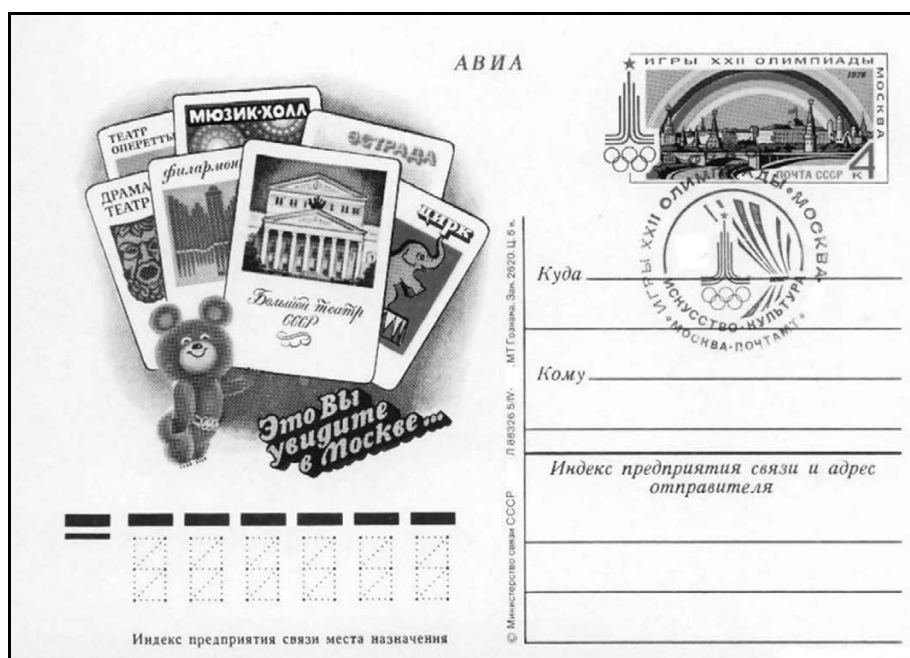 АВИА
ИГРЫ XXII ОЛИМПИАДЫ
МОСКВА
1978
ПОЧТА СССР
4 К
ТЕАТР
ОПЕРЕТТЫ
МЮЗИК·ХОЛЛ
ЭСТРАДА
ДРАМА
ТЕАТР
филармон
Большой театр
СССР
ЦИРК
Это Вы
увидите
в Москве...
ИГРЫ XXII ОЛИМПИАДЫ «МОСКВА»
ИСКУССТВО·КУЛЬТУРА
«МОСКВА-ПОЧТАМТ»
Куда
Кому
Индекс предприятия связи и адрес
отправителя
© Министерство связи СССР Л 88326 5·IV· МТ Гознака. Зак. 2620. Ц. 5 к.
Индекс предприятия связи места назначения